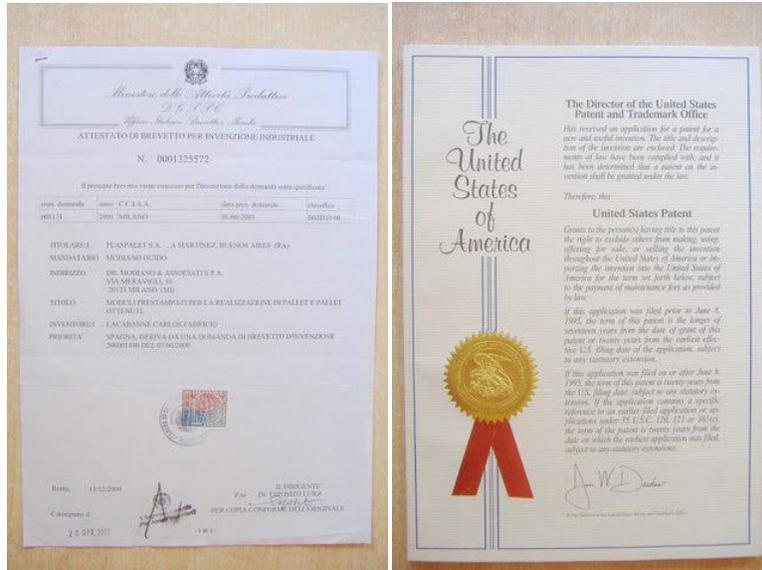 Ministero delle Attività Produttive
D.G.S.P.C.
Ufficio Italiano Brevetti e Marchi
ATTESTATO DI BREVETTO PER INVENZIONE INDUSTRIALE
N. 0001325572
Il presente brevetto viene concesso per l'invenzione della domanda sotto specificata
num. domanda anno C.C.I.A.A. data pres. domanda classifica
001131 2001 MILANO
TITOLARE/I PLASPALET S.A. , A MARTINEZ, BUENOS AIRES (RA)
MANDATARIO MODIANO GUIDO
INDIRIZZO DR. MODIANO & ASSOCIATI S.P.A.
VIA MERAVIGLI, 16
20123 MILANO (MI)
TITOLO MODULI PRESTAMPATI PER LA REALIZZAZIONE DI PALLET E PALLET
OTTENUTI.
INVENTORE/I LACABANNE CARLOS FABRICIO
PRIORITA' SPAGNA, DERIVA DA UNA DOMANDA DI BREVETTO D'INVENZIONE
DEL 07/06/2000
Roma, 13/12/2004
IL DIRIGENTE
P.to Dr. ESPOSITO LUIGI
Consegnato il
PER COPIA CONFORME DELL'ORIGINALE
The
United
States
of
America
The Director of the United States
Patent and Trademark Office
Has received an application for a patent for a
new and useful invention. The title and descrip-
tion of the invention are enclosed. The require-
ments of law have been complied with, and it
has been determined that a patent on the in-
vention shall be granted under the law.
Therefore, this
United States Patent
Grants to the person(s) having title to this patent
the right to exclude others from making, using,
offering for sale, or selling the invention
throughout the United States of America or im-
porting the invention into the United States of
America for the term set forth below, subject
to the payment of maintenance fees as provided
by law.
If this application was filed prior to June 8,
1995, the term of this patent is the longer of
seventeen years from the date of grant of this
patent or twenty years from the earliest effec-
tive U.S. filing date of the application, subject
to any statutory extension.
If this application was filed on or after June 8,
1995, the term of this patent is twenty years from
the U.S. filing date, subject to any statutory ex-
tension. If the application contains a specific
reference to an earlier filed application or ap-
plications under 35 U.S.C. 120, 121 or 365(c),
the term of the patent is twenty years from the
date on which the earliest application was filed,
subject to any statutory extensions.